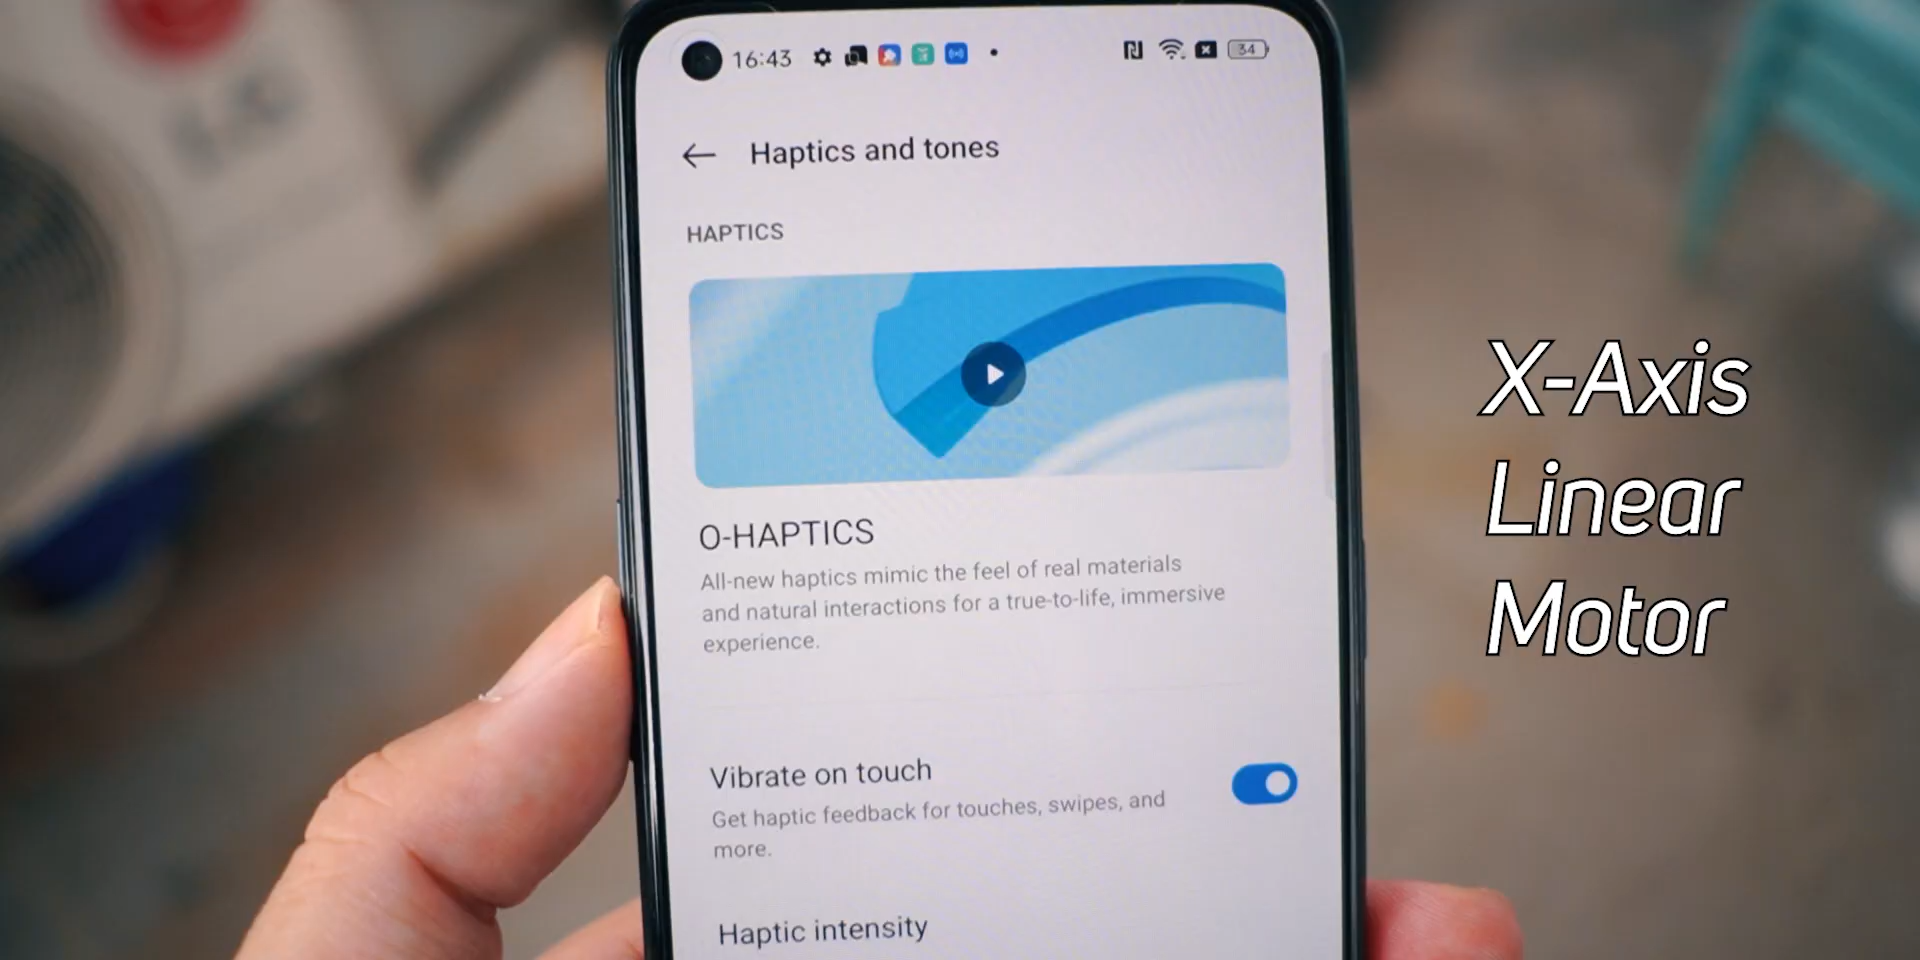 16:43
34
Haptics and tones
HAPTICS
O-HAPTICS
All-new haptics mimic the feel of real materials
and natural interactions for a true-to-life, immersive
experience.
Vibrate on touch
Get haptic feedback for touches, swipes, and
more.
Haptic intensity
X-Axis
Linear
Motor